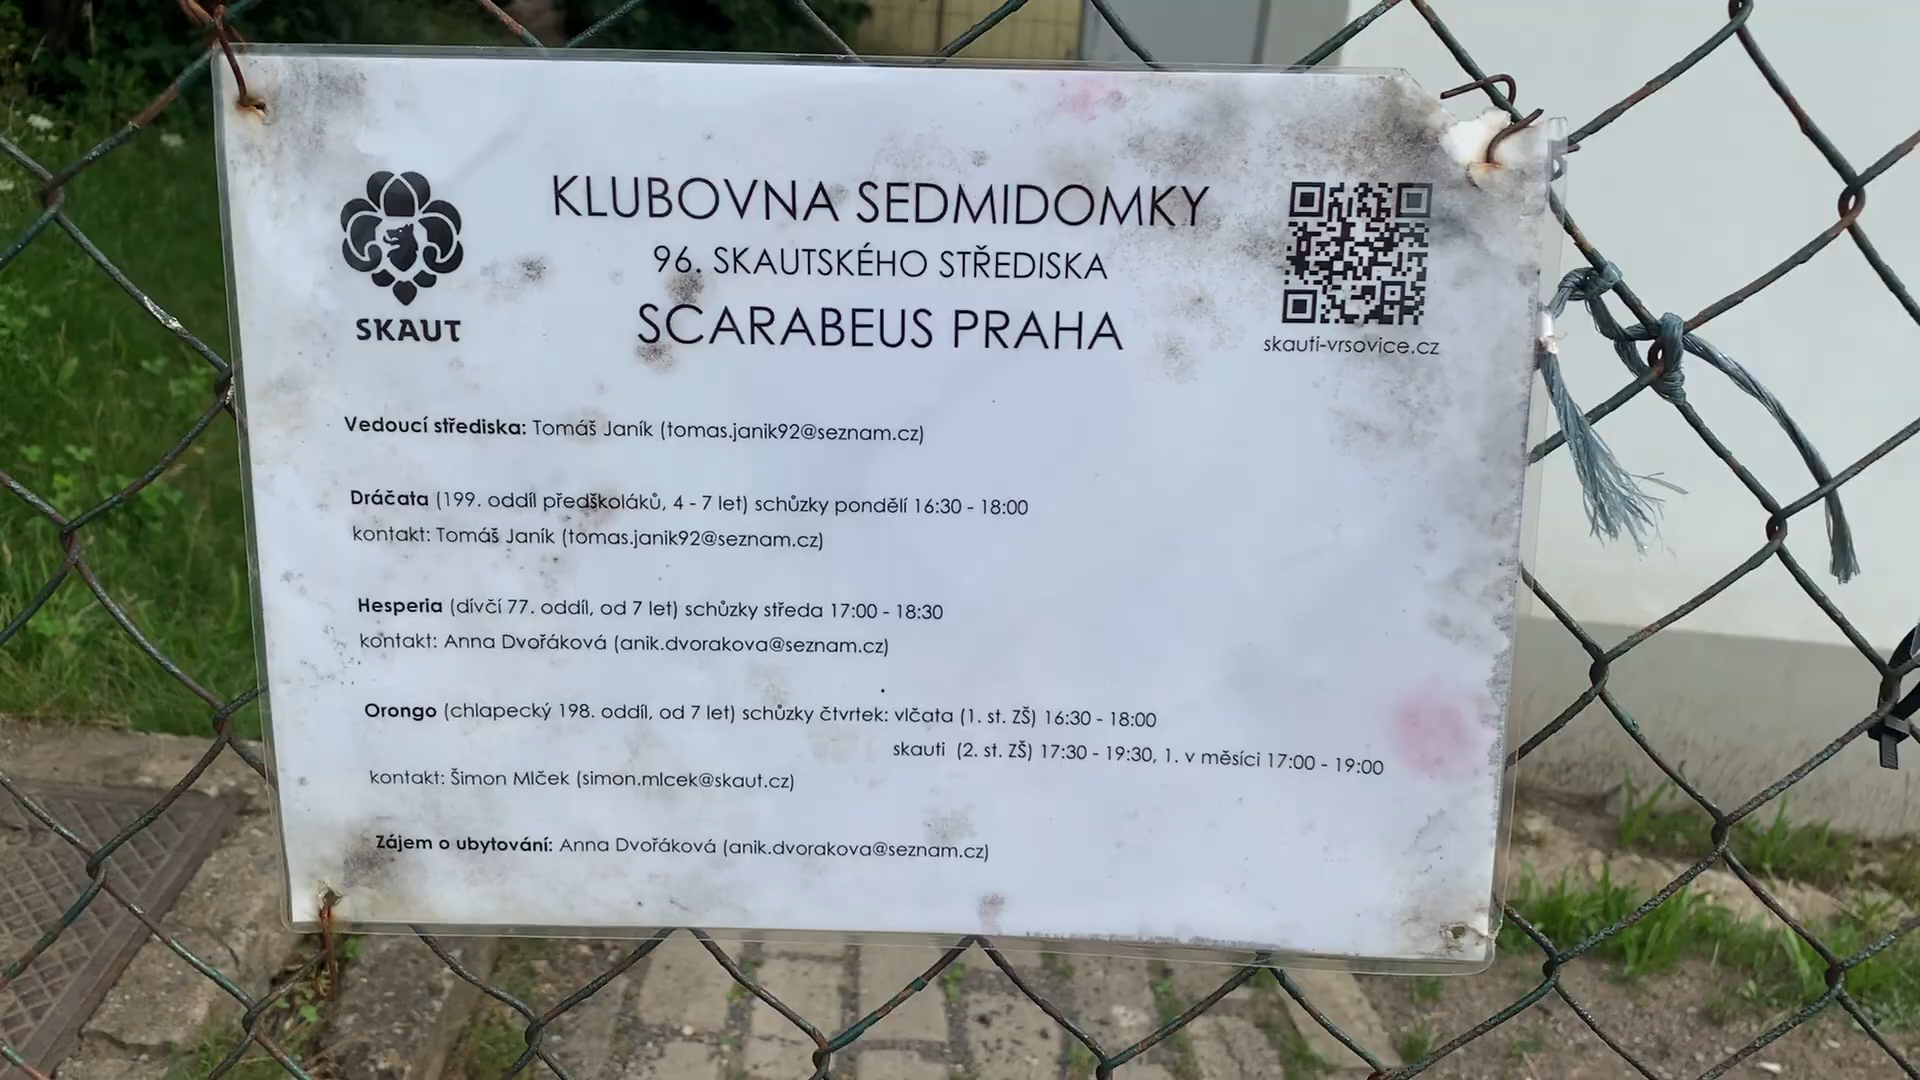 KLUBOVNA SEDMIDOMKY
96. SKAUTSKÉHO STŘEDISKA
SCARABEUS PRAHA
SKAUT
skauti-vrsovice.cz
Vedoucí střediska: Tomáš Janík (tomas.janik92@seznam.cz)
Dráčata (199. oddíl předškoláků, 4 - 7 let) schůzky pondělí 16:30 - 18:00
kontakt: Tomáš Janík (tomas.janik92@seznam.cz)
Hesperia (dívčí 77. oddíl, od 7 let) schůzky středa 17:00 - 18:30
kontakt: Anna Dvořáková (anik.dvorakova@seznam.cz)
Orongo (chlapecký 198. oddíl, od 7 let) schůzky čtvrtek: vlčata (1. st. ZŠ) 16:30 - 18:00
skauti (2. st. ZŠ) 17:30 - 19:30, 1. v měsíci 17:00 - 19:00
kontakt: Šimon Mlček (simon.mlcek@skaut.cz)
Zájem o ubytování: Anna Dvořáková (anik.dvorakova@seznam.cz)